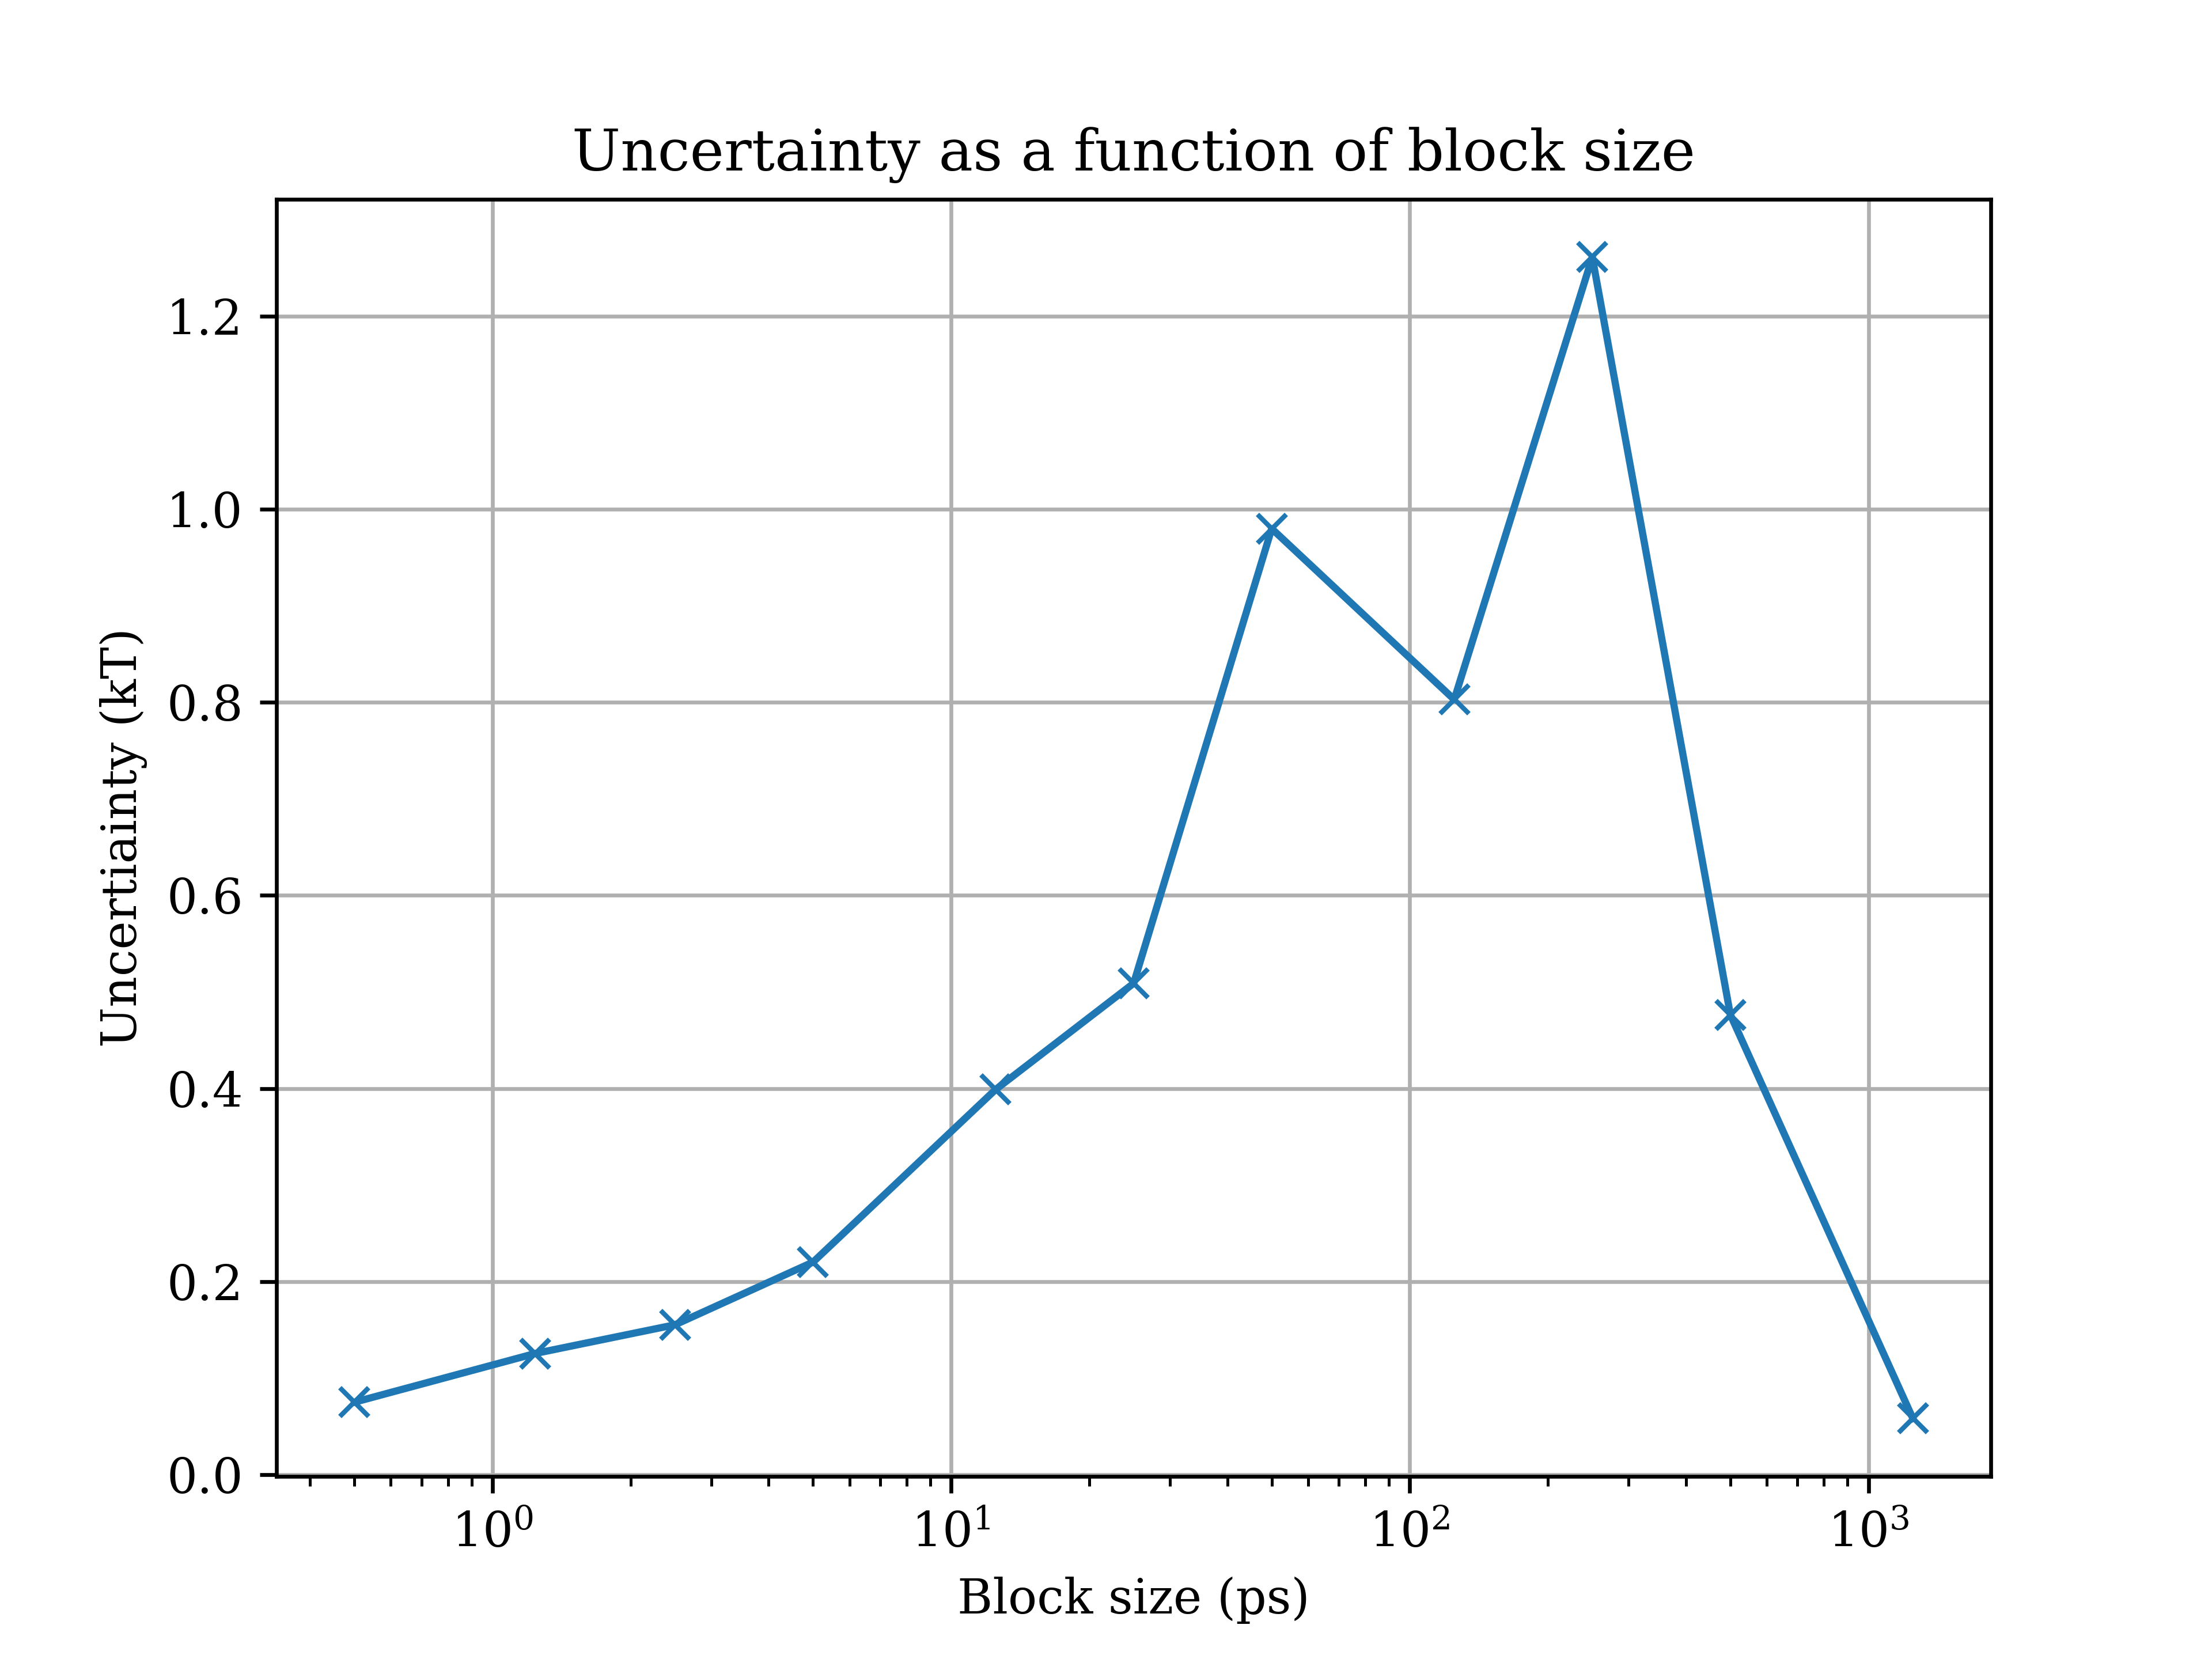 Uncertainty as a function of block size
1.2
1.0
0.8
0.6
0.4
0.2
0.0
Uncertiainty (kT)
10⁰ 10¹ 10² 10³
Block size (ps)